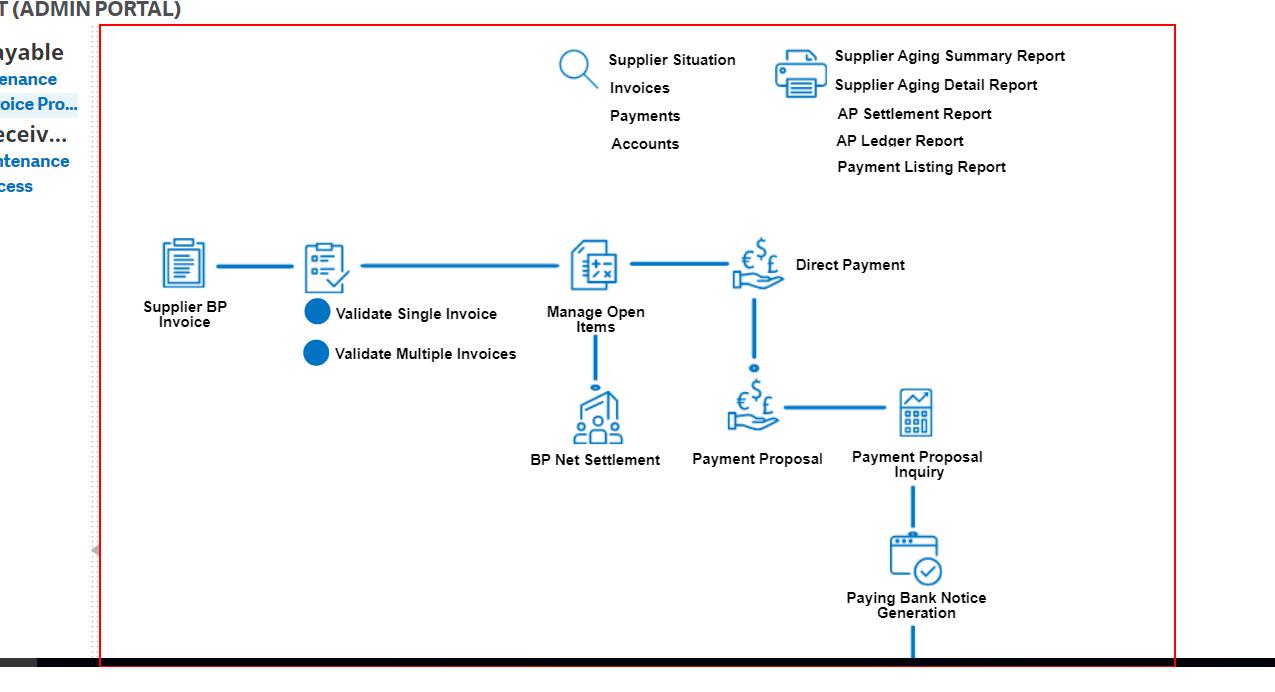 T (ADMIN PORTAL)
ayable
enance
oice Pro...
eceiv...
ntenance
cess
Supplier Situation
Invoices
Payments
Accounts
Supplier Aging Summary Report
Supplier Aging Detail Report
AP Settlement Report
AP Ledger Report
Payment Listing Report
Supplier BP
Invoice
Validate Single Invoice
Validate Multiple Invoices
Manage Open
Items
Direct Payment
BP Net Settlement
Payment Proposal
Payment Proposal
Inquiry
Paying Bank Notice
Generation